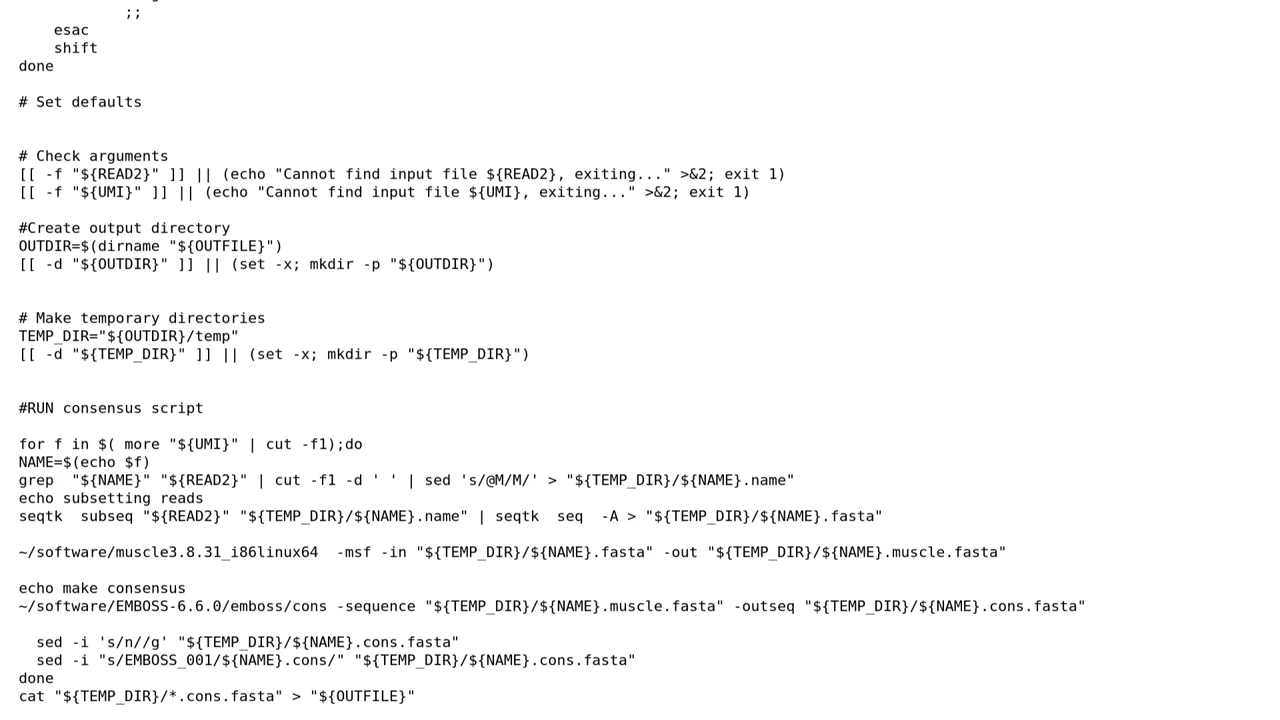 ;;
esac
shift
done
# Set defaults
# Check arguments
[[ -f "${READ2}" ]] || (echo "Cannot find input file ${READ2}, exiting..." >&2; exit 1)
[[ -f "${UMI}" ]] || (echo "Cannot find input file ${UMI}, exiting..." >&2; exit 1)
#Create output directory
OUTDIR=$(dirname "${OUTFILE}")
[[ -d "${OUTDIR}" ]] || (set -x; mkdir -p "${OUTDIR}")
# Make temporary directories
TEMP_DIR="${OUTDIR}/temp"
[[ -d "${TEMP_DIR}" ]] || (set -x; mkdir -p "${TEMP_DIR}")
#RUN consensus script
for f in $( more "${UMI}" | cut -f1);do
NAME=$(echo $f)
grep  "${NAME}" "${READ2}" | cut -f1 -d ' ' | sed 's/@M/M/' > "${TEMP_DIR}/${NAME}.name"
echo subsetting reads
seqtk  subseq "${READ2}" "${TEMP_DIR}/${NAME}.name" | seqtk  seq  -A > "${TEMP_DIR}/${NAME}.fasta"
~/software/muscle3.8.31_i86linux64  -msf -in "${TEMP_DIR}/${NAME}.fasta" -out "${TEMP_DIR}/${NAME}.muscle.fasta"
echo make consensus
~/software/EMBOSS-6.6.0/emboss/cons -sequence "${TEMP_DIR}/${NAME}.muscle.fasta" -outseq "${TEMP_DIR}/${NAME}.cons.fasta"
sed -i 's/n//g' "${TEMP_DIR}/${NAME}.cons.fasta"
sed -i "s/EMBOSS_001/${NAME}.cons/" "${TEMP_DIR}/${NAME}.cons.fasta"
done
cat "${TEMP_DIR}/*.cons.fasta" > "${OUTFILE}"